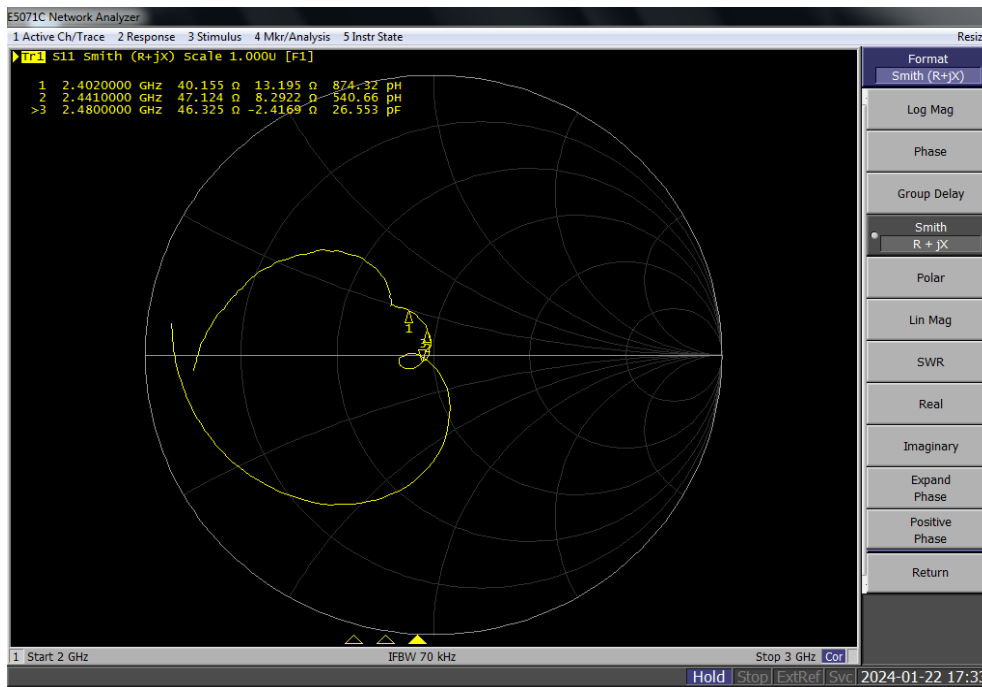 E5071C Network Analyzer
1 Active Ch/Trace 2 Response 3 Stimulus 4 Mkr/Analysis 5 Instr State
Tr1 S11 Smith (R+jX) Scale 1.000U [F1]
1 2.4020000 GHz 40.155 Ω 13.195 Ω 874.32 pH
2 2.4410000 GHz 47.124 Ω 8.2922 Ω 540.66 pH
>3 2.4800000 GHz 46.325 Ω -2.4169 Ω 26.553 pF
1
3
1 Start 2 GHz
IFBW 70 kHz
Stop 3 GHz Cor
Resiz
Format
Smith (R+jX)
Log Mag
Phase
Group Delay
Smith
R + jX
Polar
Lin Mag
SWR
Real
Imaginary
Expand
Phase
Positive
Phase
Return
Hold Stop ExtRef Svc 2024-01-22 17:33